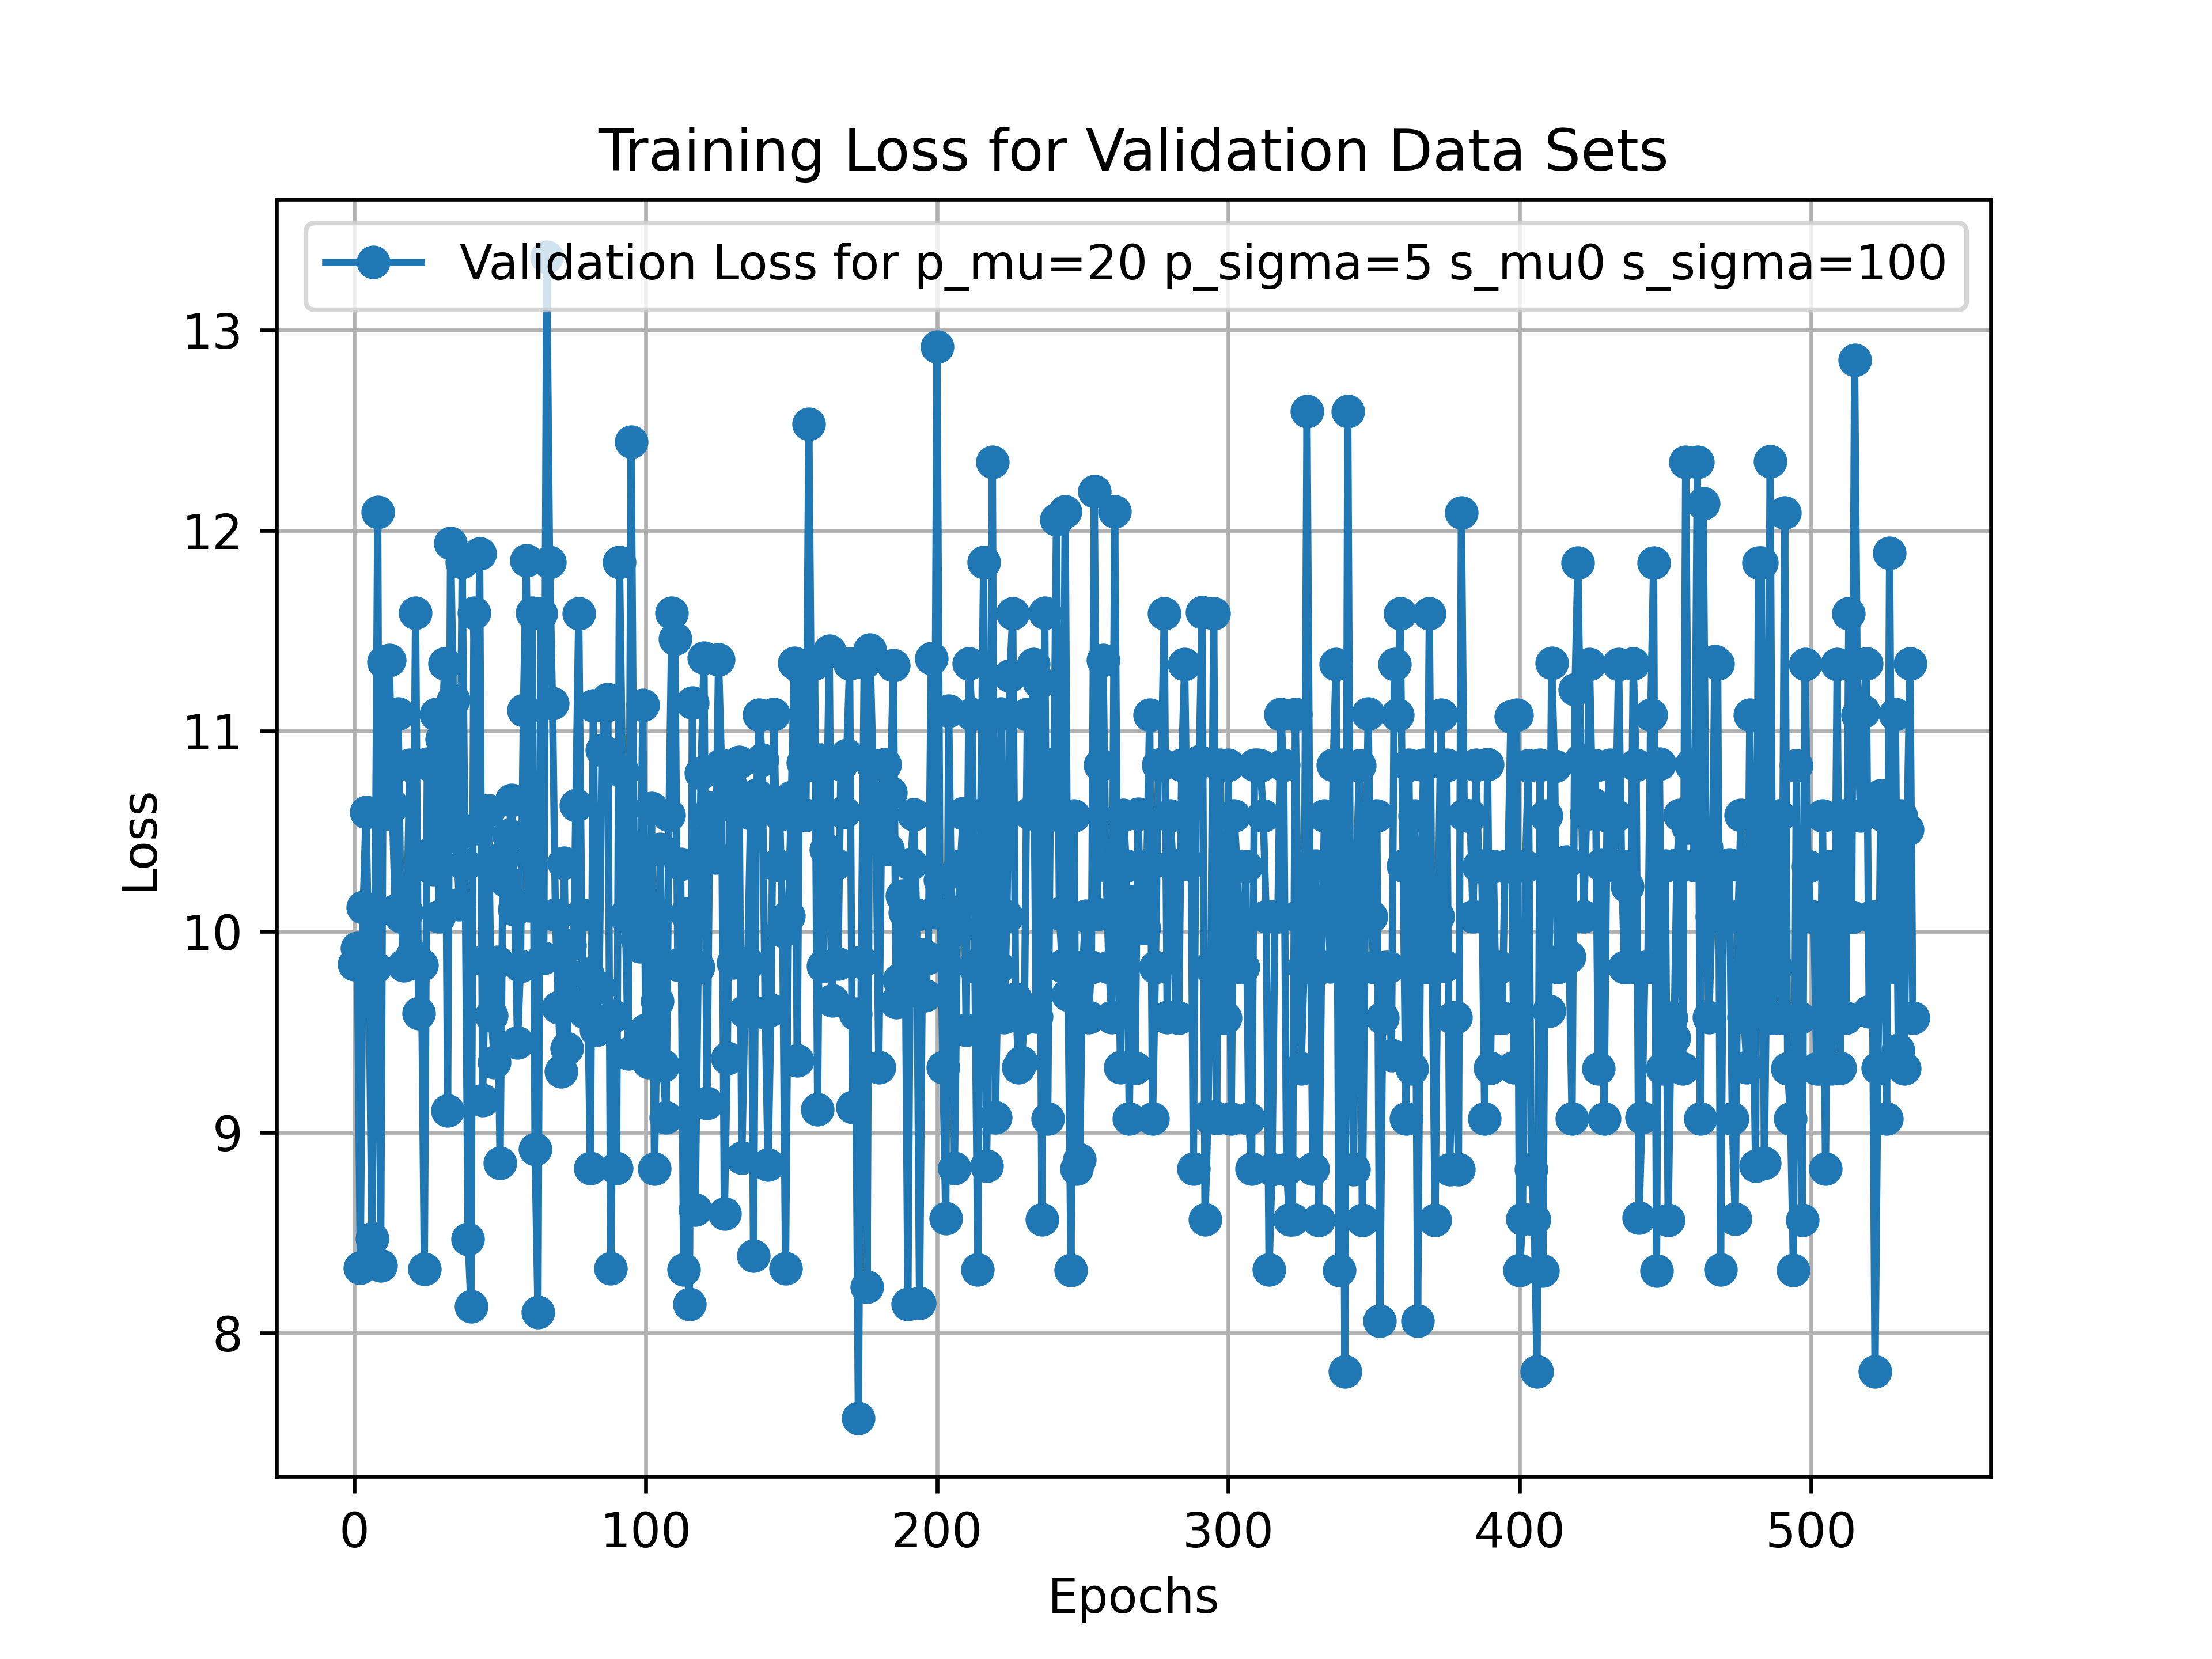 Training Loss for Validation Data Sets
Validation Loss for p_mu=20 p_sigma=5 s_mu0 s_sigma=100
13
12
11
10
9
8
Loss
0 100 200 300 400 500
Epochs